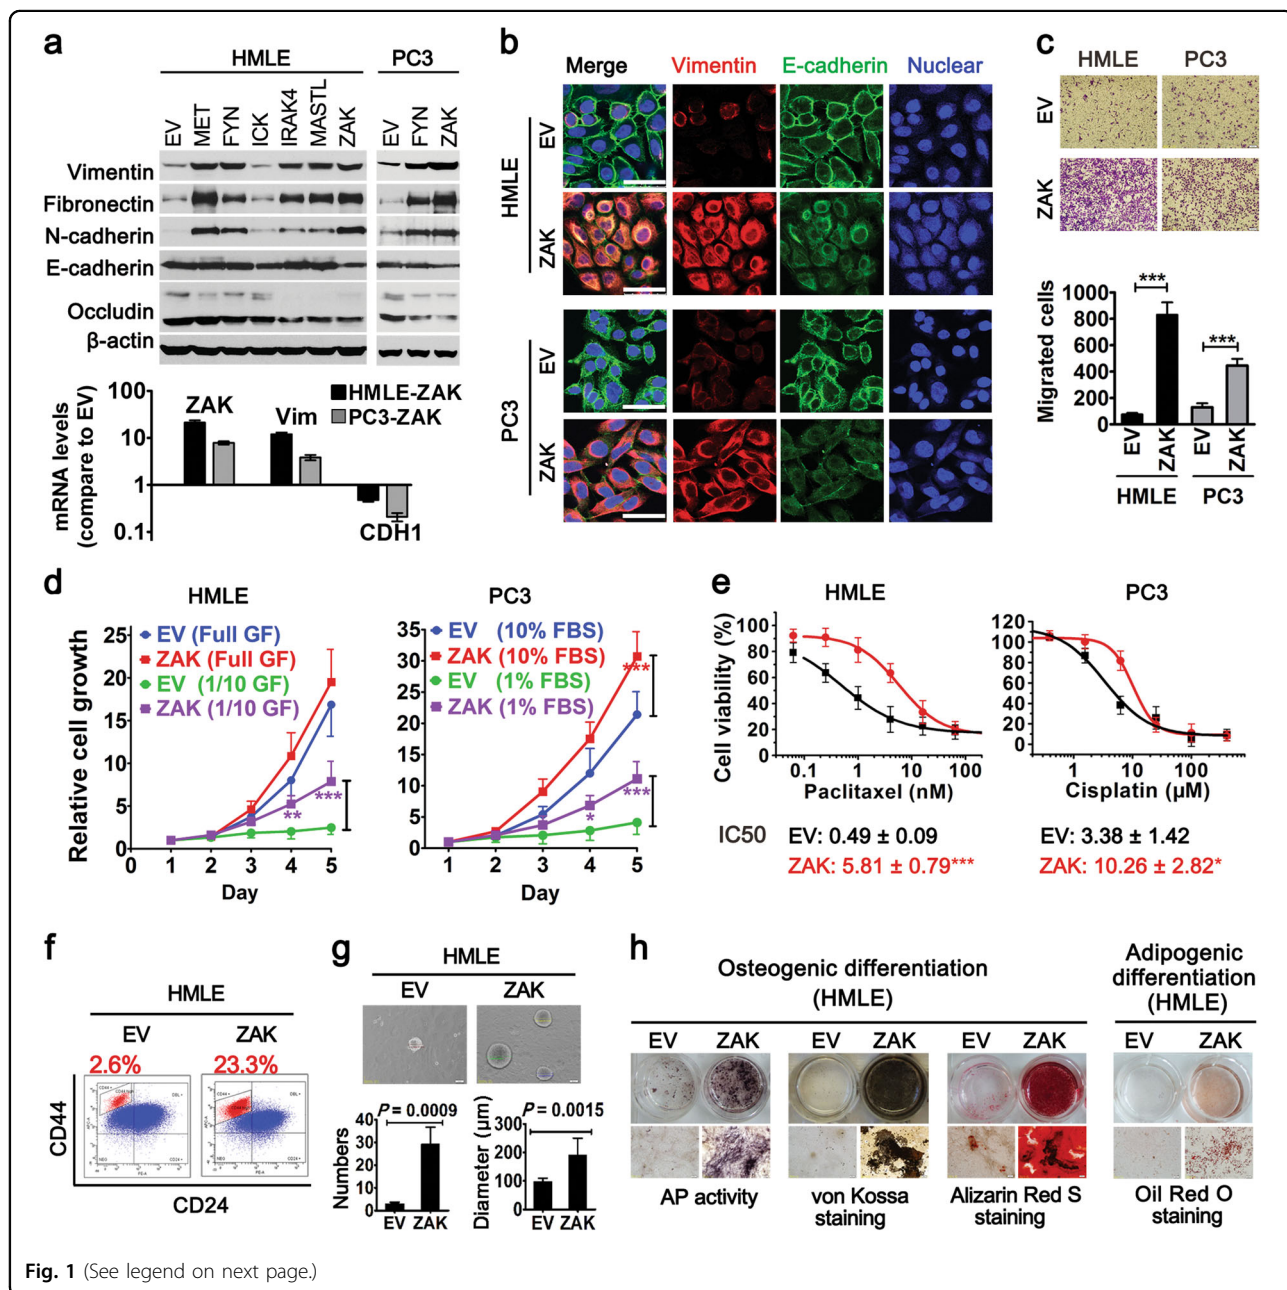 a
HMLE PC3
EV MET FYN ICK IRAK4 MASTL ZAK EV FYN ZAK
Vimentin
Fibronectin
N-cadherin
E-cadherin
Occludin
β-actin
mRNA levels
(compare to EV)
100
10
1
0.1
ZAK
Vim
CDH1
HMLE-ZAK
PC3-ZAK
b
Merge Vimentin E-cadherin Nuclear
HMLE
EV
ZAK
PC3
EV
ZAK
c
HMLE PC3
EV
ZAK
Migrated cells
1000
800
600
400
200
0
***
***
EV ZAK EV ZAK
HMLE PC3
d
HMLE
Relative cell growth
25
20
15
10
5
0
EV (Full GF)
ZAK (Full GF)
EV (1/10 GF)
ZAK (1/10 GF)
**
***
0 1 2 3 4 5
Day
PC3
35
30
25
20
15
10
5
0
EV (10% FBS)
ZAK (10% FBS)
EV (1% FBS)
ZAK (1% FBS)
***
*
***
1 2 3 4 5
Day
e
HMLE
Cell viability (%)
100
80
60
40
20
0
0.1 1 10 100
Paclitaxel (nM)
PC3
120
100
80
60
40
20
0
1 10 100
Cisplatin (µM)
IC50
EV: 0.49 ± 0.09
ZAK: 5.81 ± 0.79***
EV: 3.38 ± 1.42
ZAK: 10.26 ± 2.82*
f
HMLE
EV ZAK
2.6% 23.3%
CD44
CD24
g
HMLE
EV ZAK
P = 0.0009
Numbers
40
30
20
10
0
EV ZAK
P = 0.0015
Diameter (µm)
300
200
100
0
EV ZAK
h
Osteogenic differentiation
(HMLE)
Adipogenic
differentiation
(HMLE)
EV ZAK EV ZAK EV ZAK EV ZAK
AP activity
von Kossa
staining
Alizarin Red S
staining
Oil Red O
staining
Fig. 1 (See legend on next page.)